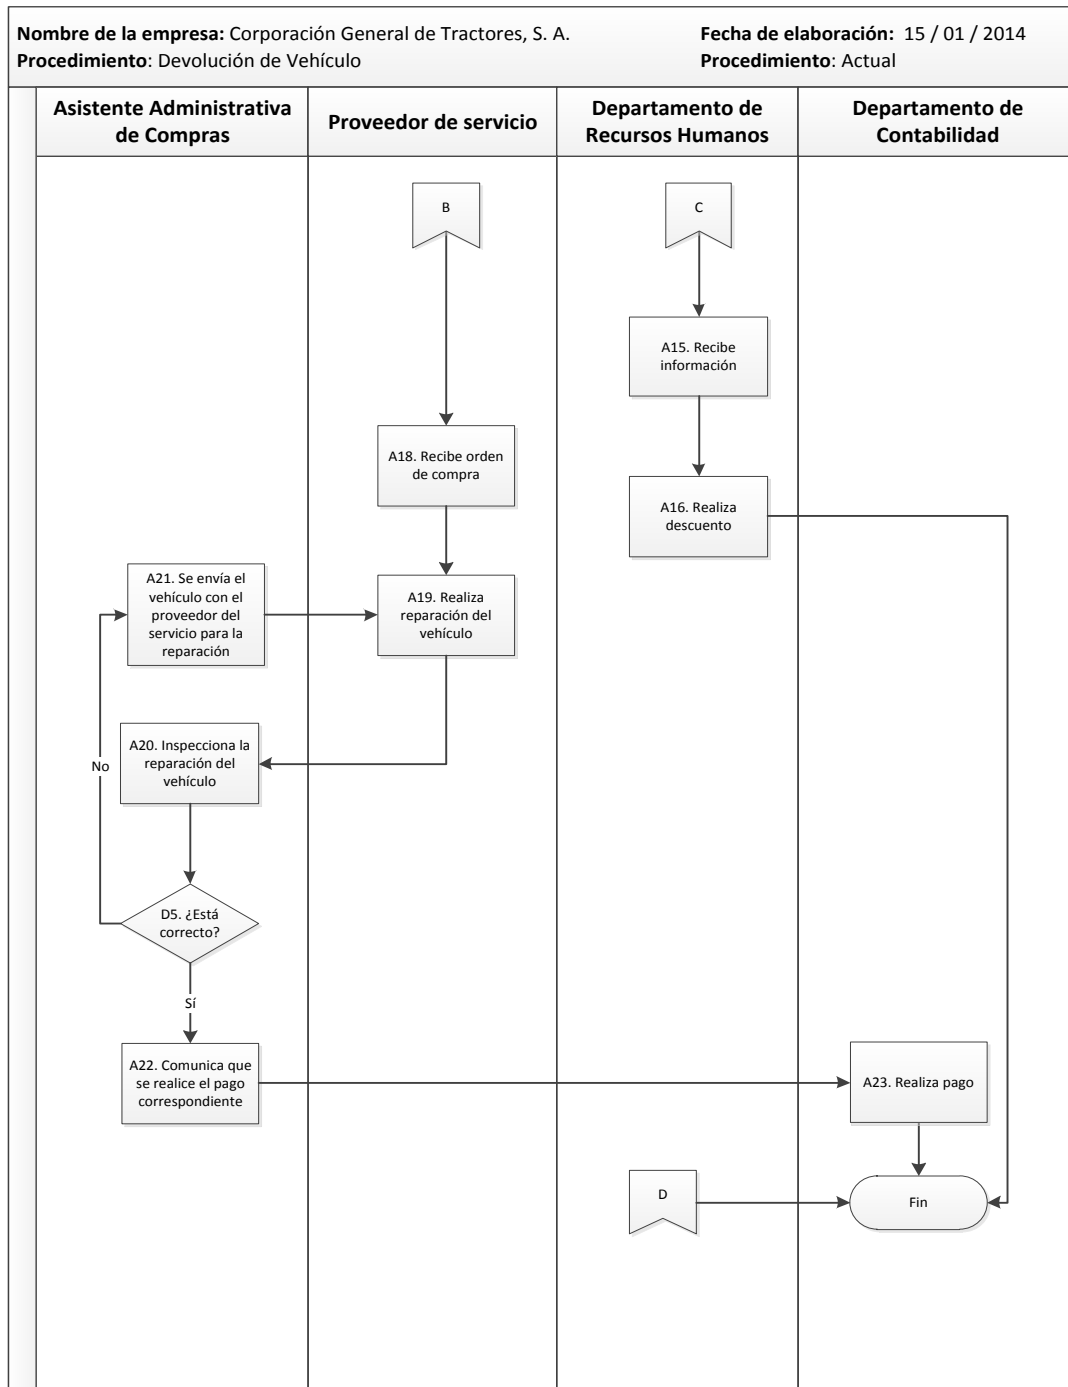 Nombre de la empresa: Corporación General de Tractores, S. A.
Fecha de elaboración: 15 / 01 / 2014
Procedimiento: Devolución de Vehículo
Procedimiento: Actual
Asistente Administrativa
de Compras
Proveedor de servicio
Departamento de
Recursos Humanos
Departamento de
Contabilidad
B
C
A15. Recibe
información
A18. Recibe orden
de compra
A16. Realiza
descuento
A21. Se envía el
vehículo con el
proveedor del
servicio para la
reparación
A19. Realiza
reparación del
vehículo
A20. Inspecciona la
reparación del
vehículo
No
D5. ¿Está
correcto?
Sí
A22. Comunica que
se realice el pago
correspondiente
A23. Realiza pago
D
Fin